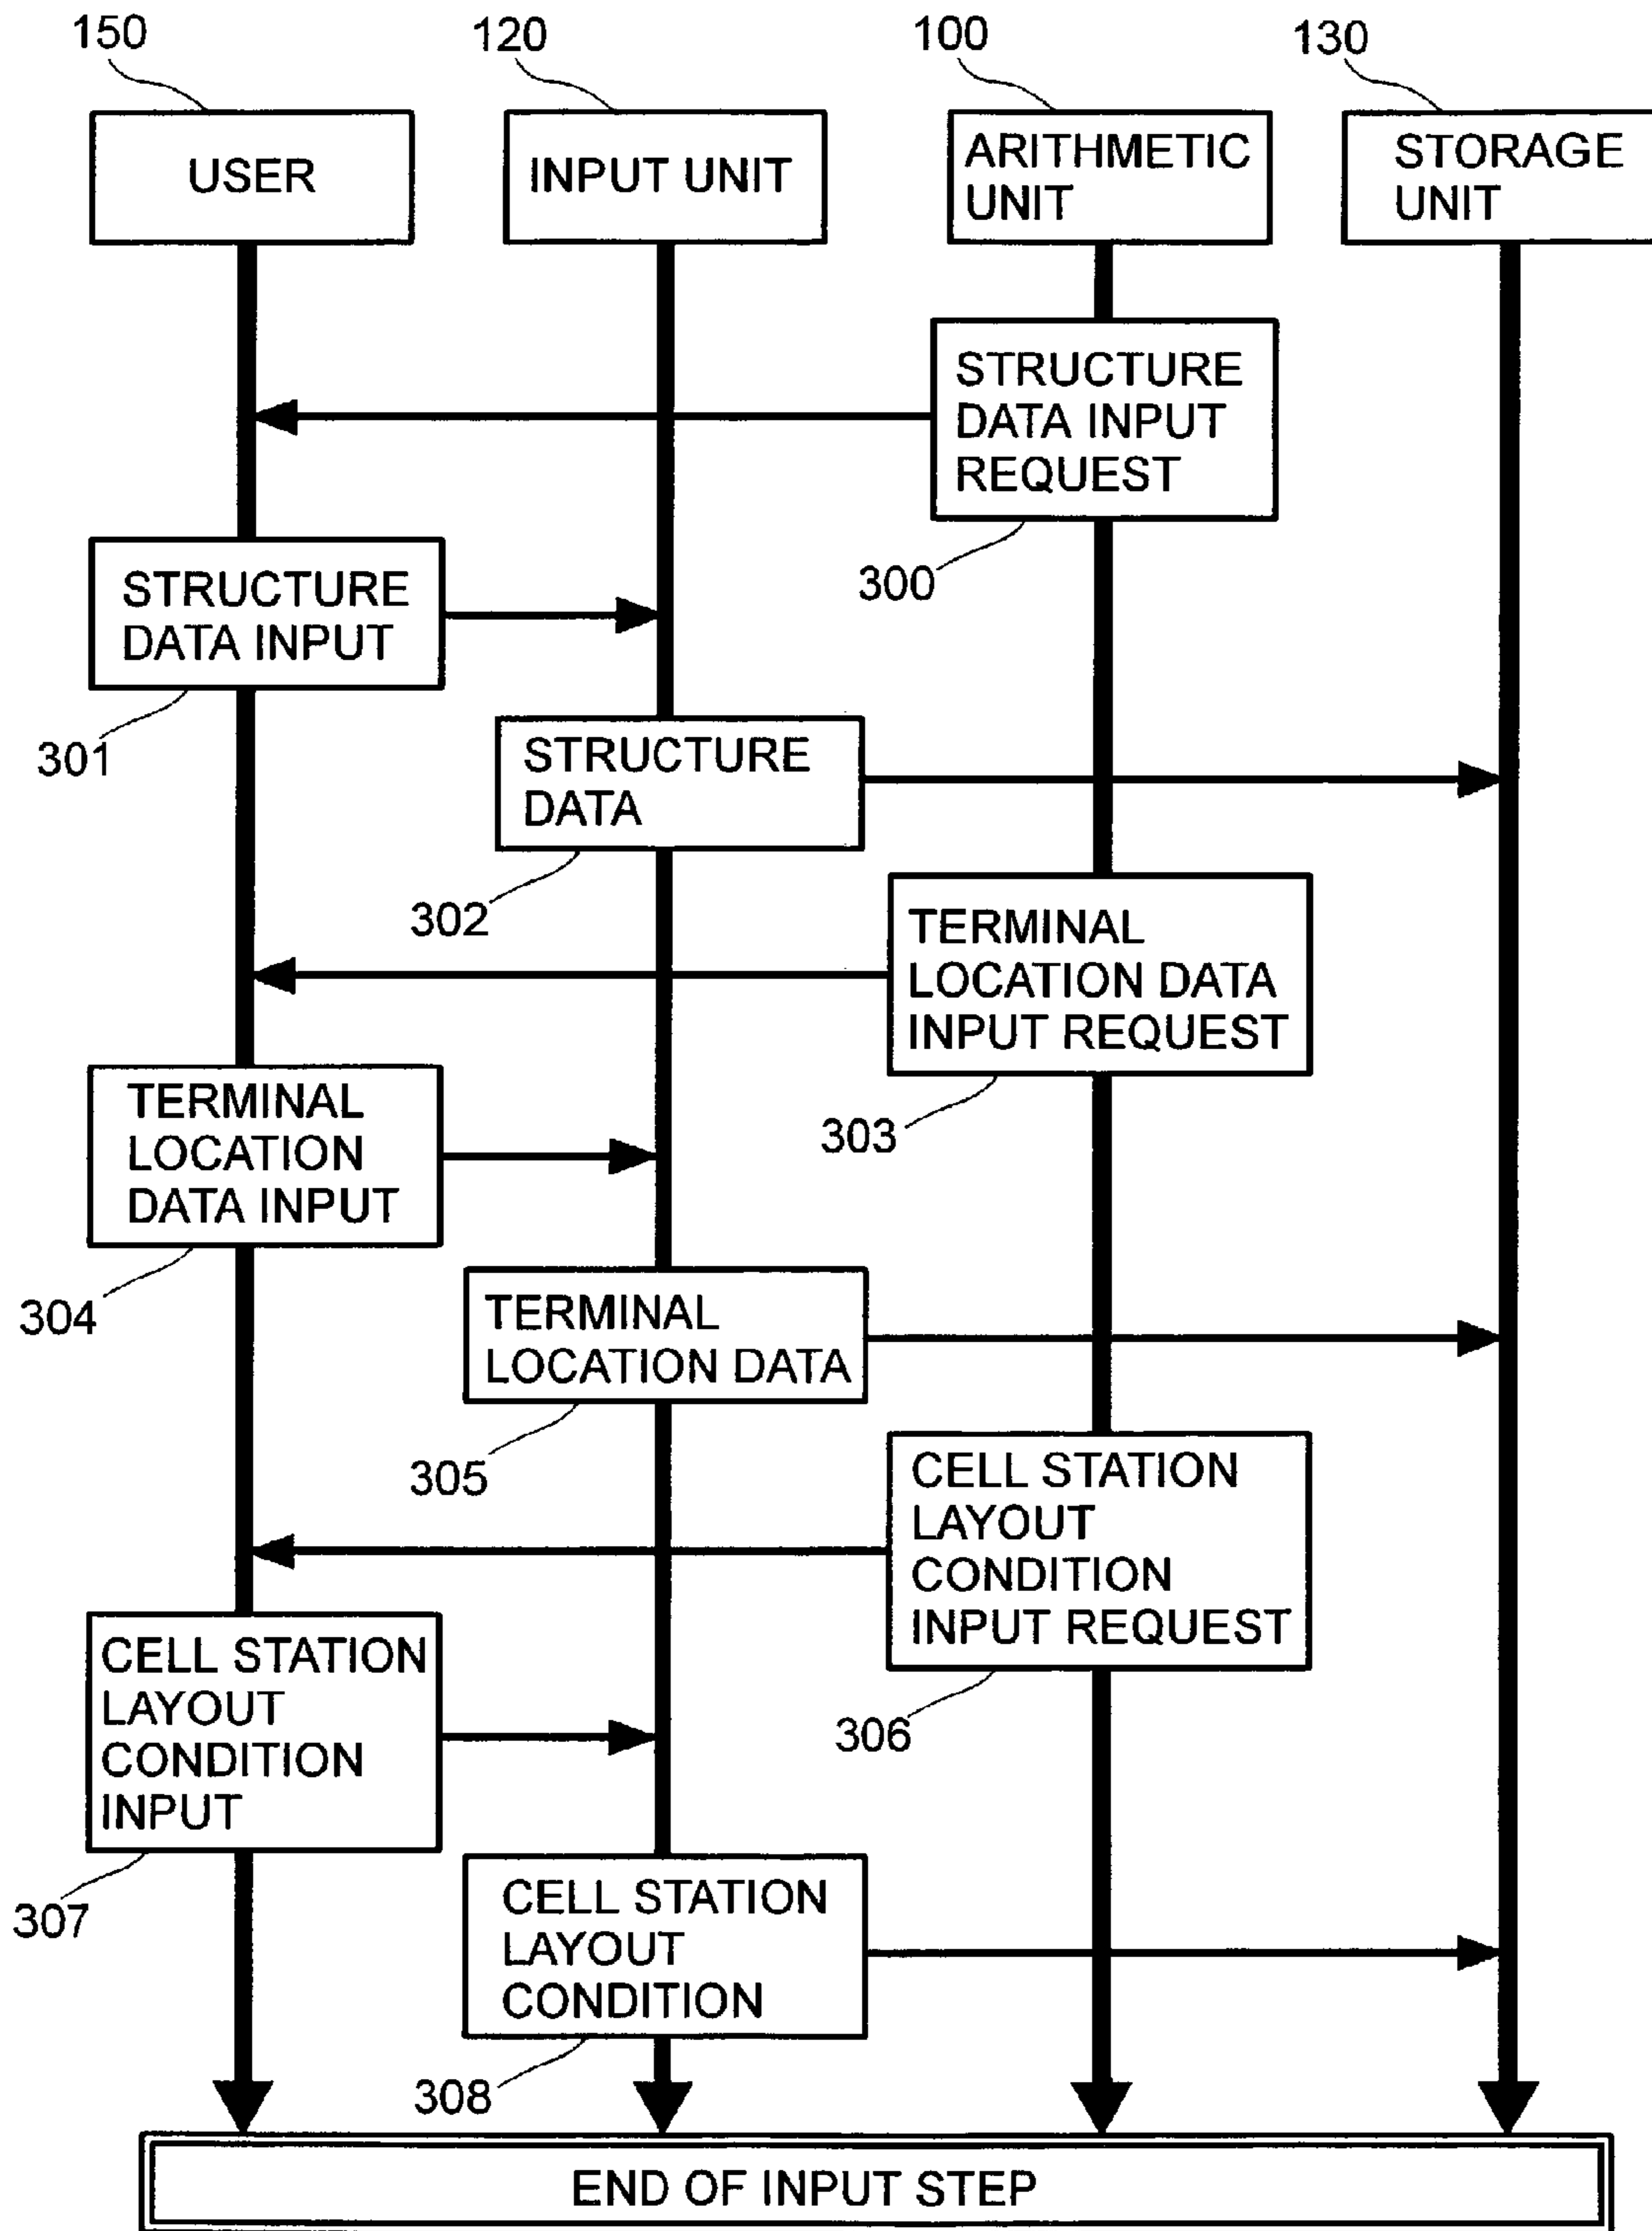 150
120
100
130
USER
INPUT UNIT
ARITHMETIC
UNIT
STORAGE
UNIT
STRUCTURE
DATA INPUT
REQUEST
300
STRUCTURE
DATA INPUT
301
STRUCTURE
DATA
302
TERMINAL
LOCATION DATA
INPUT REQUEST
303
TERMINAL
LOCATION
DATA INPUT
304
TERMINAL
LOCATION DATA
305
CELL STATION
LAYOUT
CONDITION
INPUT REQUEST
306
CELL STATION
LAYOUT
CONDITION
INPUT
307
CELL STATION
LAYOUT
CONDITION
308
END OF INPUT STEP